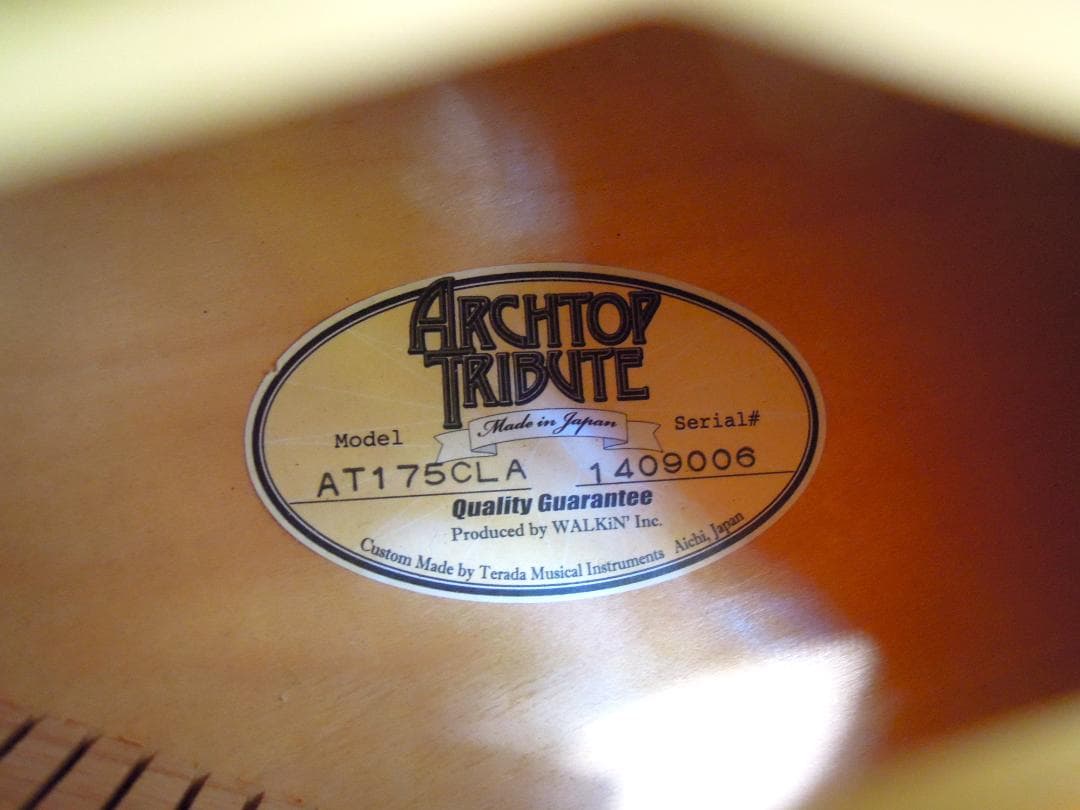 ARCHTOP
TRIBUTE
Made in Japan
Model
AT175CLA
Serial#
1409006
Quality Guarantee
Produced by WALKiN' Inc.
Custom Made by Terada Musical Instruments Aichi, Japan